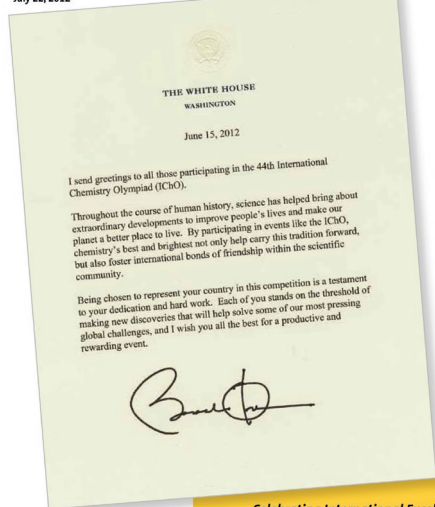 July 22, 2012
THE WHITE HOUSE
WASHINGTON
June 15, 2012
I send greetings to all those participating in the 44th International
Chemistry Olympiad (IChO).
Throughout the course of human history, science has helped bring about
extraordinary developments to improve people's lives and make our
planet a better place to live. By participating in events like the IChO,
chemistry's best and brightest not only help carry this tradition forward,
but also foster international bonds of friendship within the scientific
community.
Being chosen to represent your country in this competition is a testament
to your dedication and hard work. Each of you stands on the threshold of
making new discoveries that will help solve some of our most pressing
global challenges, and I wish you all the best for a productive and
rewarding event.